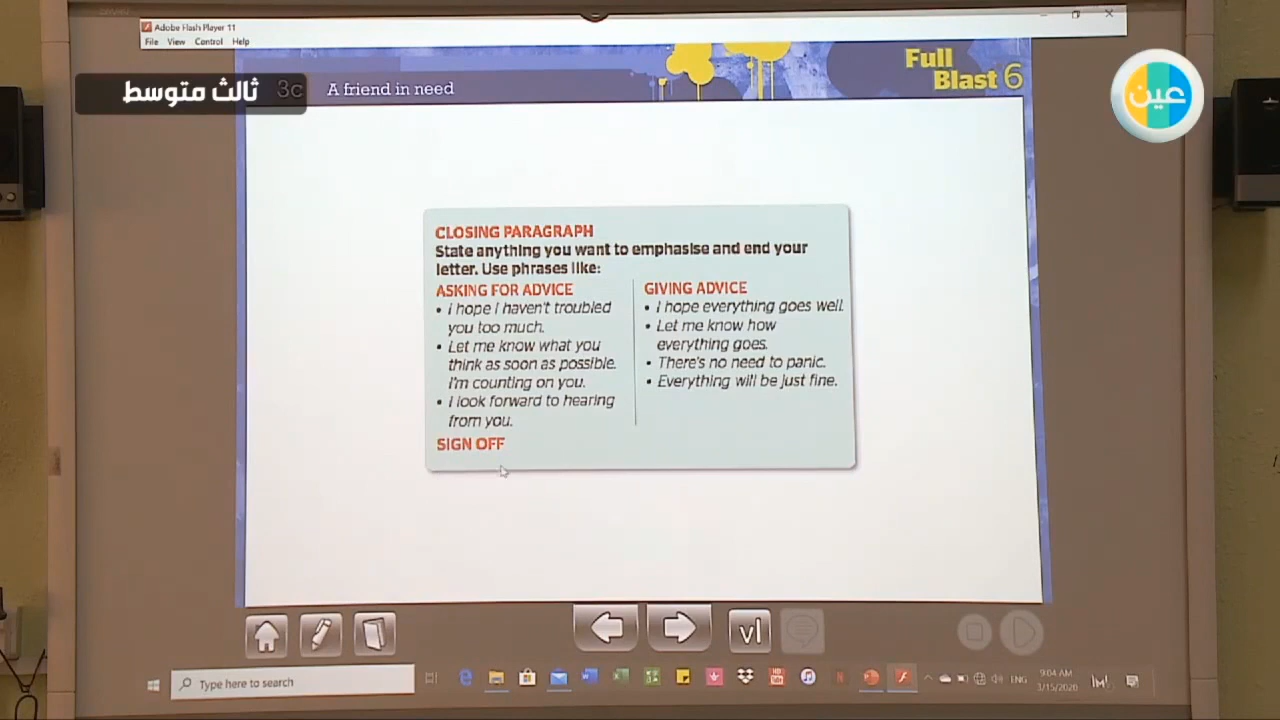 Adobe Flash Player 11
File View Control Help
ثالث متوسط
3c A friend in need
Full
Blast 6
عين
CLOSING PARAGRAPH
State anything you want to emphasise and end your
letter. Use phrases like:
ASKING FOR ADVICE
• I hope I haven't troubled
you too much.
• Let me know what you
think as soon as possible.
I'm counting on you.
• I look forward to hearing
from you.
GIVING ADVICE
• I hope everything goes well.
• Let me know how
everything goes.
• There's no need to panic.
• Everything will be just fine.
SIGN OFF
vl
Type here to search
ENG
9:04 AM
3/15/2020